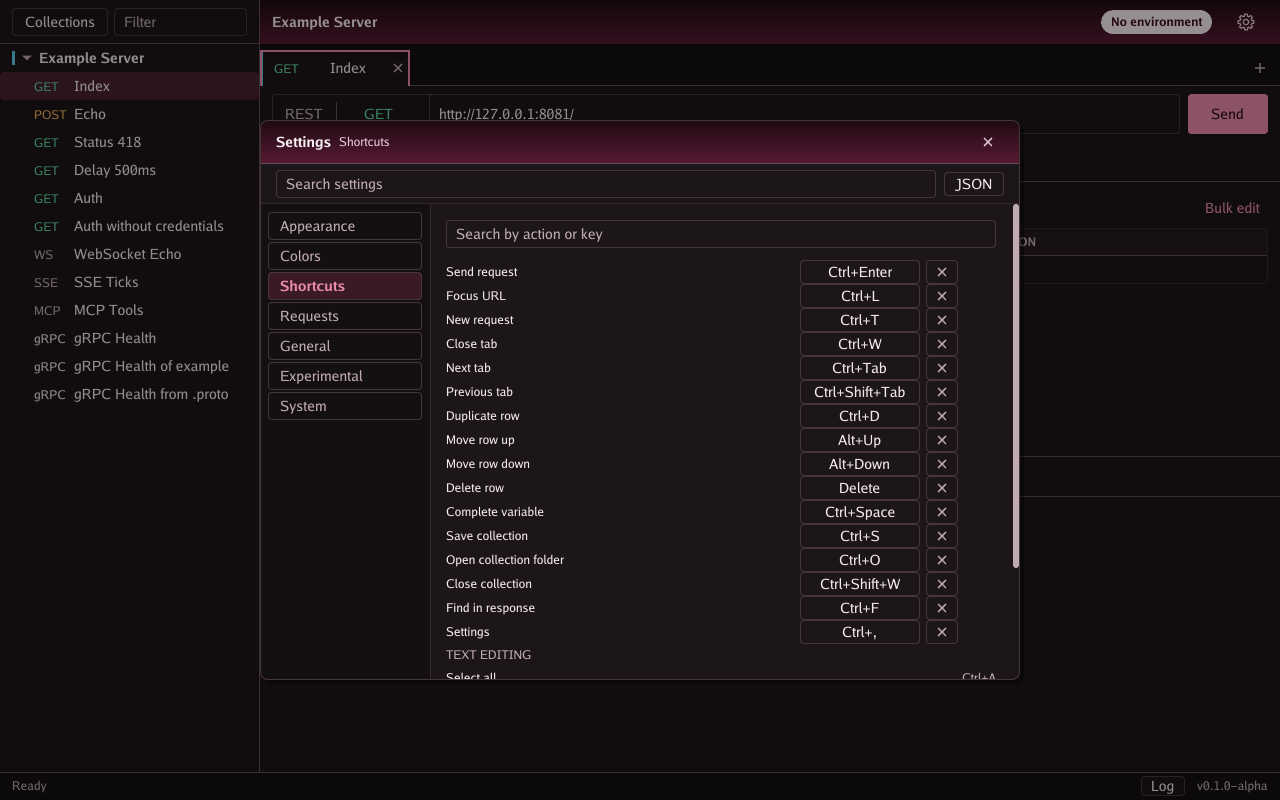 Collections
Filter
Example Server
No environment
Example Server
GET Index
POST Echo
GET Status 418
GET Delay 500ms
GET Auth
GET Auth without credentials
WS WebSocket Echo
SSE SSE Ticks
MCP MCP Tools
gRPC gRPC Health
gRPC gRPC Health of example
gRPC gRPC Health from .proto
GET Index
REST GET http://127.0.0.1:8081/ Send
Bulk edit
ON
Settings Shortcuts
Search settings JSON
Appearance
Colors
Shortcuts
Requests
General
Experimental
System
Search by action or key
Send request Ctrl+Enter
Focus URL Ctrl+L
New request Ctrl+T
Close tab Ctrl+W
Next tab Ctrl+Tab
Previous tab Ctrl+Shift+Tab
Duplicate row Ctrl+D
Move row up Alt+Up
Move row down Alt+Down
Delete row Delete
Complete variable Ctrl+Space
Save collection Ctrl+S
Open collection folder Ctrl+O
Close collection Ctrl+Shift+W
Find in response Ctrl+F
Settings Ctrl+,
TEXT EDITING
Select all Ctrl+A
Ready
Log v0.1.0-alpha